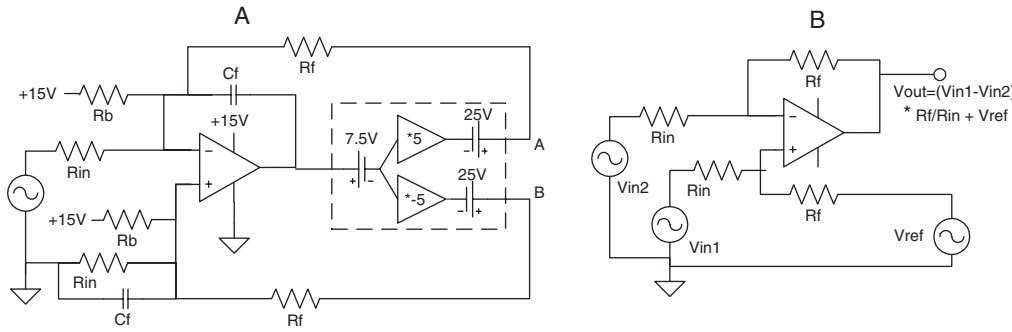 A
Rf
Cf
+15V
Rb
+15V
7.5V
*5
25V
A
Rin
−
+
+ -
- +
25V
B
*-5
- +
+15V
Rb
Rin
Cf
Rf
B
Rf
Vout=(Vin1-Vin2)
* Rf/Rin + Vref
Rin
−
+
Vin2
Rin
Rf
Vin1
Vref